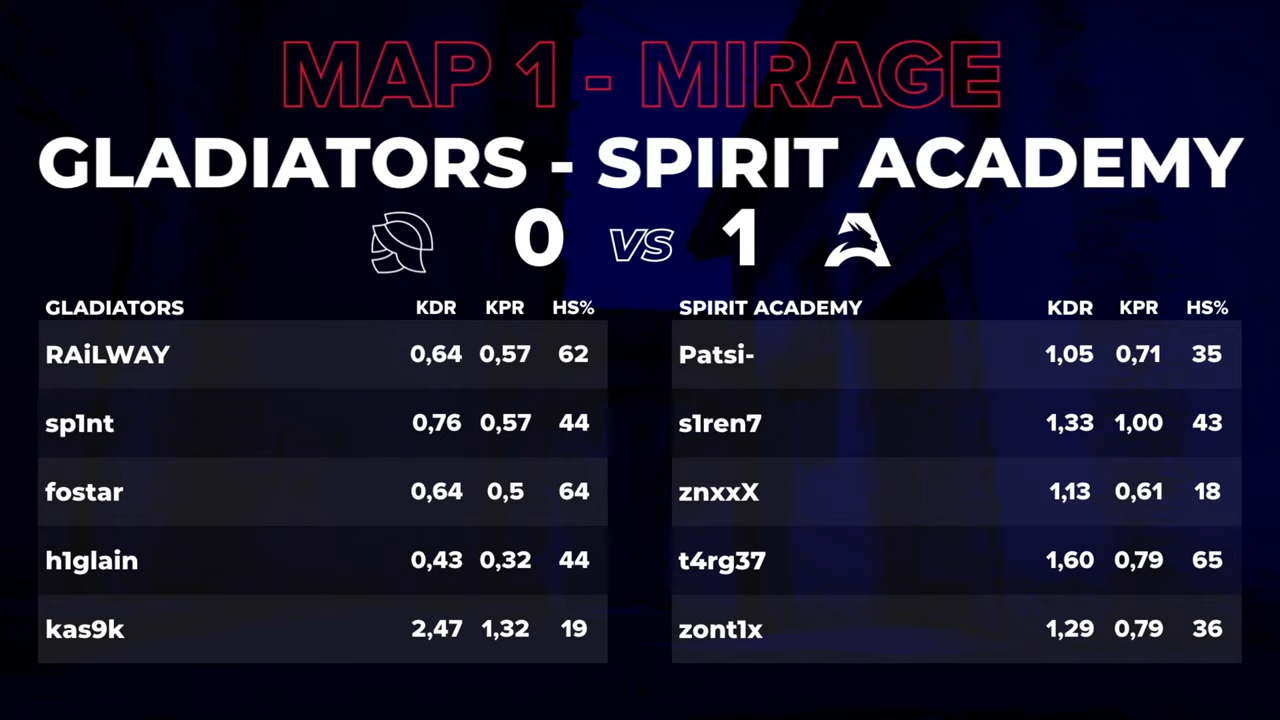 MAP 1 - MIRAGE
GLADIATORS - SPIRIT ACADEMY
0 VS 1
GLADIATORS KDR KPR HS%
RAiLWAY 0,64 0,57 62
sp1nt 0,76 0,57 44
fostar 0,64 0,5 64
h1glain 0,43 0,32 44
kas9k 2,47 1,32 19
SPIRIT ACADEMY KDR KPR HS%
Patsi- 1,05 0,71 35
s1ren7 1,33 1,00 43
znxxX 1,13 0,61 18
t4rg37 1,60 0,79 65
zont1x 1,29 0,79 36